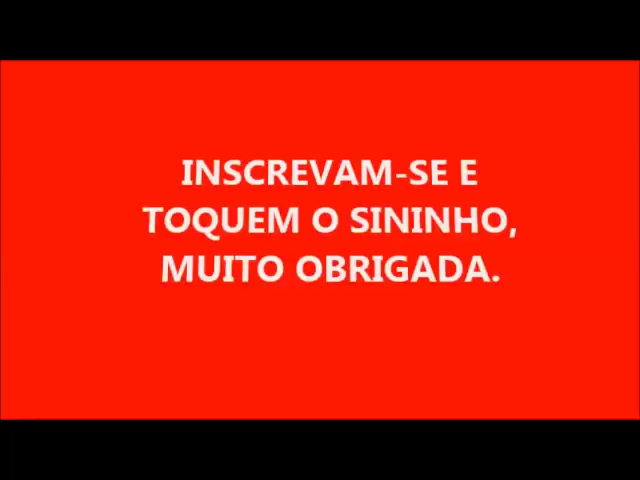 INSCREVAM-SE E
TOQUEM O SININHO,
MUITO OBRIGADA.